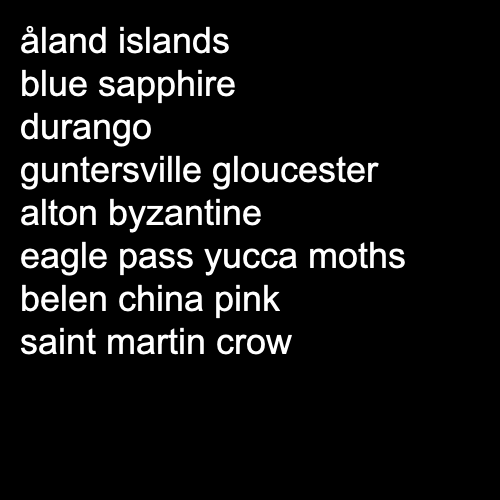 åland islands
blue sapphire
durango
guntersville gloucester
alton byzantine
eagle pass yucca moths
belen china pink
saint martin crow